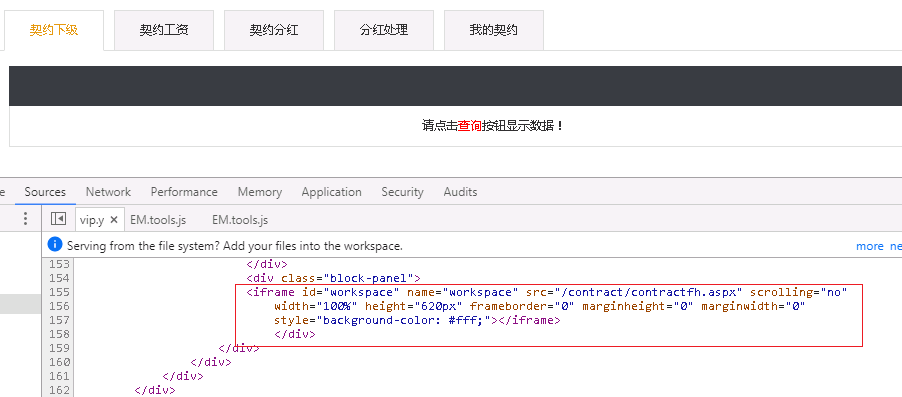 契约下级 契约工资 契约分红 分红处理 我的契约
请点击查询按钮显示数据！
Sources Network Performance Memory Application Security Audits
vip.y × EM.tools.js EM.tools.js
Serving from the file system? Add your files into the workspace. more
153 </div>
154 <div class="block-panel">
155 <iframe id="workspace" name="workspace" src="/contract/contractfh.aspx" scrolling="no"
156 width="100%" height="620px" frameborder="0" marginheight="0" marginwidth="0"
157 style="background-color: #fff;"></iframe>
158 </div>
159 </div>
160 </div>
161 </div>
162 </div>